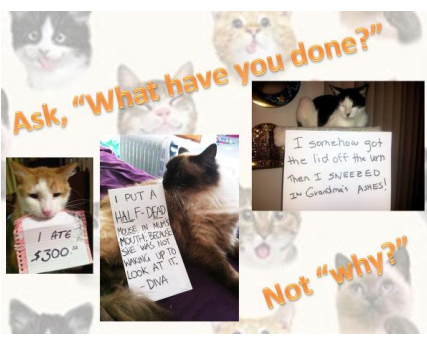 Ask, "What have you done?"
I somehow got
the lid off the urn
Then I SNEEZED
IN Grandma's ASHES!
I PUT A
HALF-DEAD
MOUSE IN MUM'S
MOUTH BECAUSE
SHE WAS NOT
WAKING UP TO
LOOK AT IT.
- DIVA
I ATE
$300.00
Not "why?"